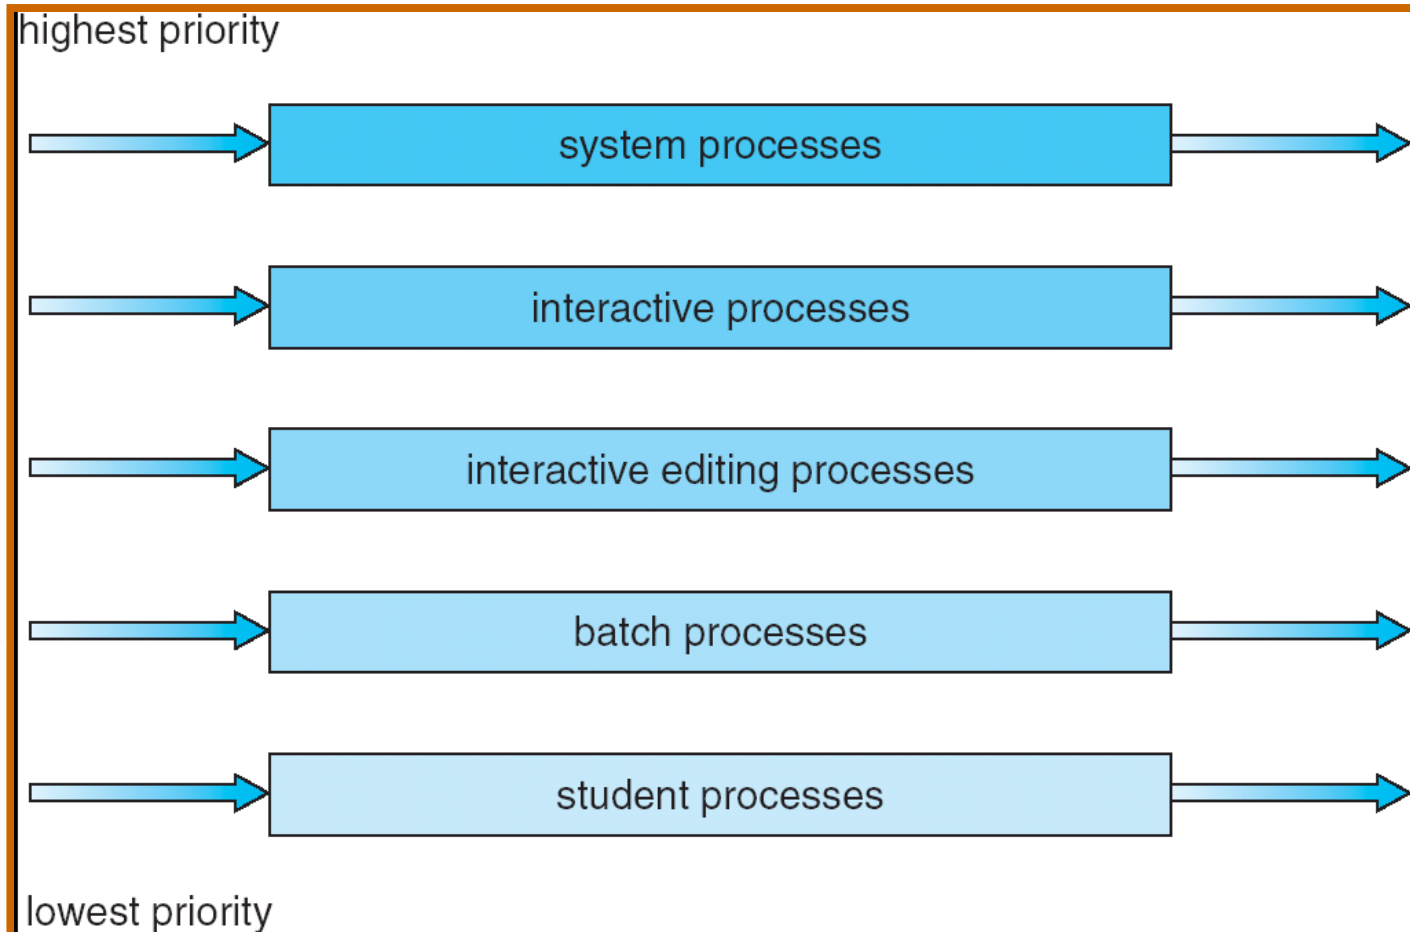 highest priority
system processes
interactive processes
interactive editing processes
batch processes
student processes
lowest priority